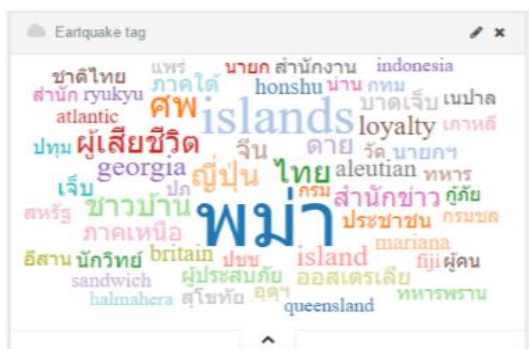 Eartquake tag
ชาติไทย แพร่ นายก สำนักงาน indonesia
สำนัก ryukyu ภาคใต้ honshu น่าน กทม
atlantic ศพ islands บาดเจ็บ เนปาล
ปทุม ผู้เสียชีวิต จีน ตาย loyalty เกาหลี
georgia ญี่ปุ่น ไทย วัด นายกฯ
เจ็บ ปภ กรม aleutian ทหาร
สหรัฐ ชาวบ้าน พม่า สำนักข่าว กู้ภัย
ภาคเหนือ ประชาชน กรมชล
อีสาน นักวิทย์ britain ปชช island mariana
sandwich ผู้ประสบภัย ออสเตรเลีย fiji ผู้คน
halmahera สุโขทัย อุตุฯ queensland ทหารพราน